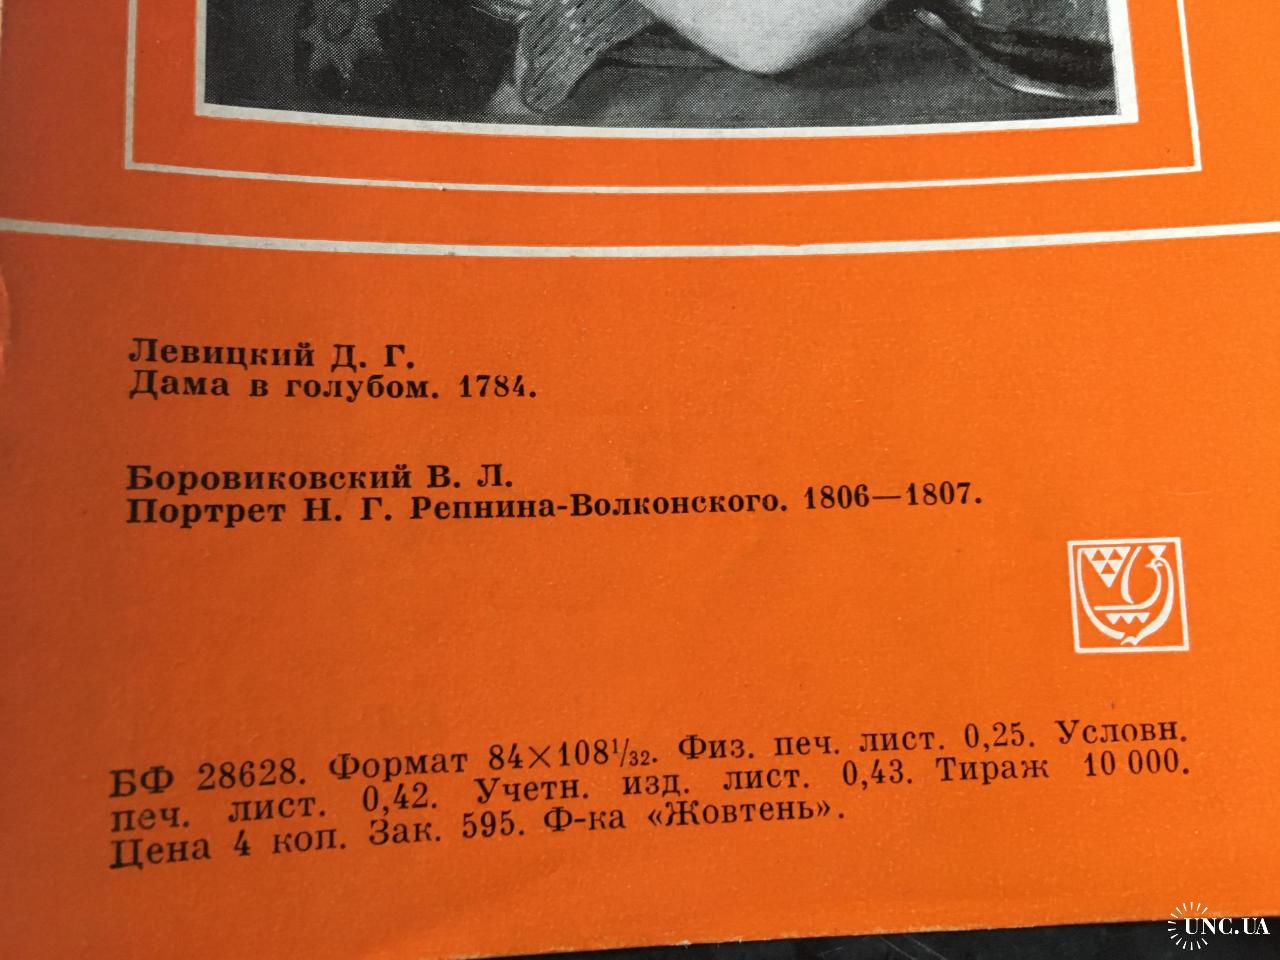 Левицкий Д. Г.
Дама в голубом. 1784.
Боровиковский В. Л.
Портрет Н. Г. Репнина-Волконского. 1806—1807.
БФ 28628. Формат 84×108¹/₃₂. Физ. печ. лист. 0,25. Условн.
печ. лист. 0,42. Учетн. изд. лист. 0,43. Тираж 10 000.
Цена 4 коп. Зак. 595. Ф-ка «Жовтень».
UNC.UA